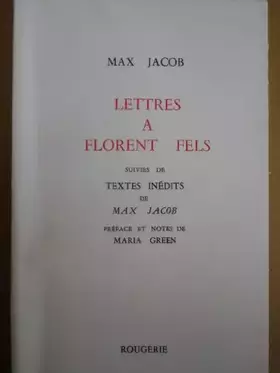 MAX JACOB
LETTRES
A
FLORENT FELS
SUIVIES DE
TEXTES INÉDITS
DE
MAX JACOB
PRÉFACE ET NOTES DE
MARIA GREEN
ROUGERIE